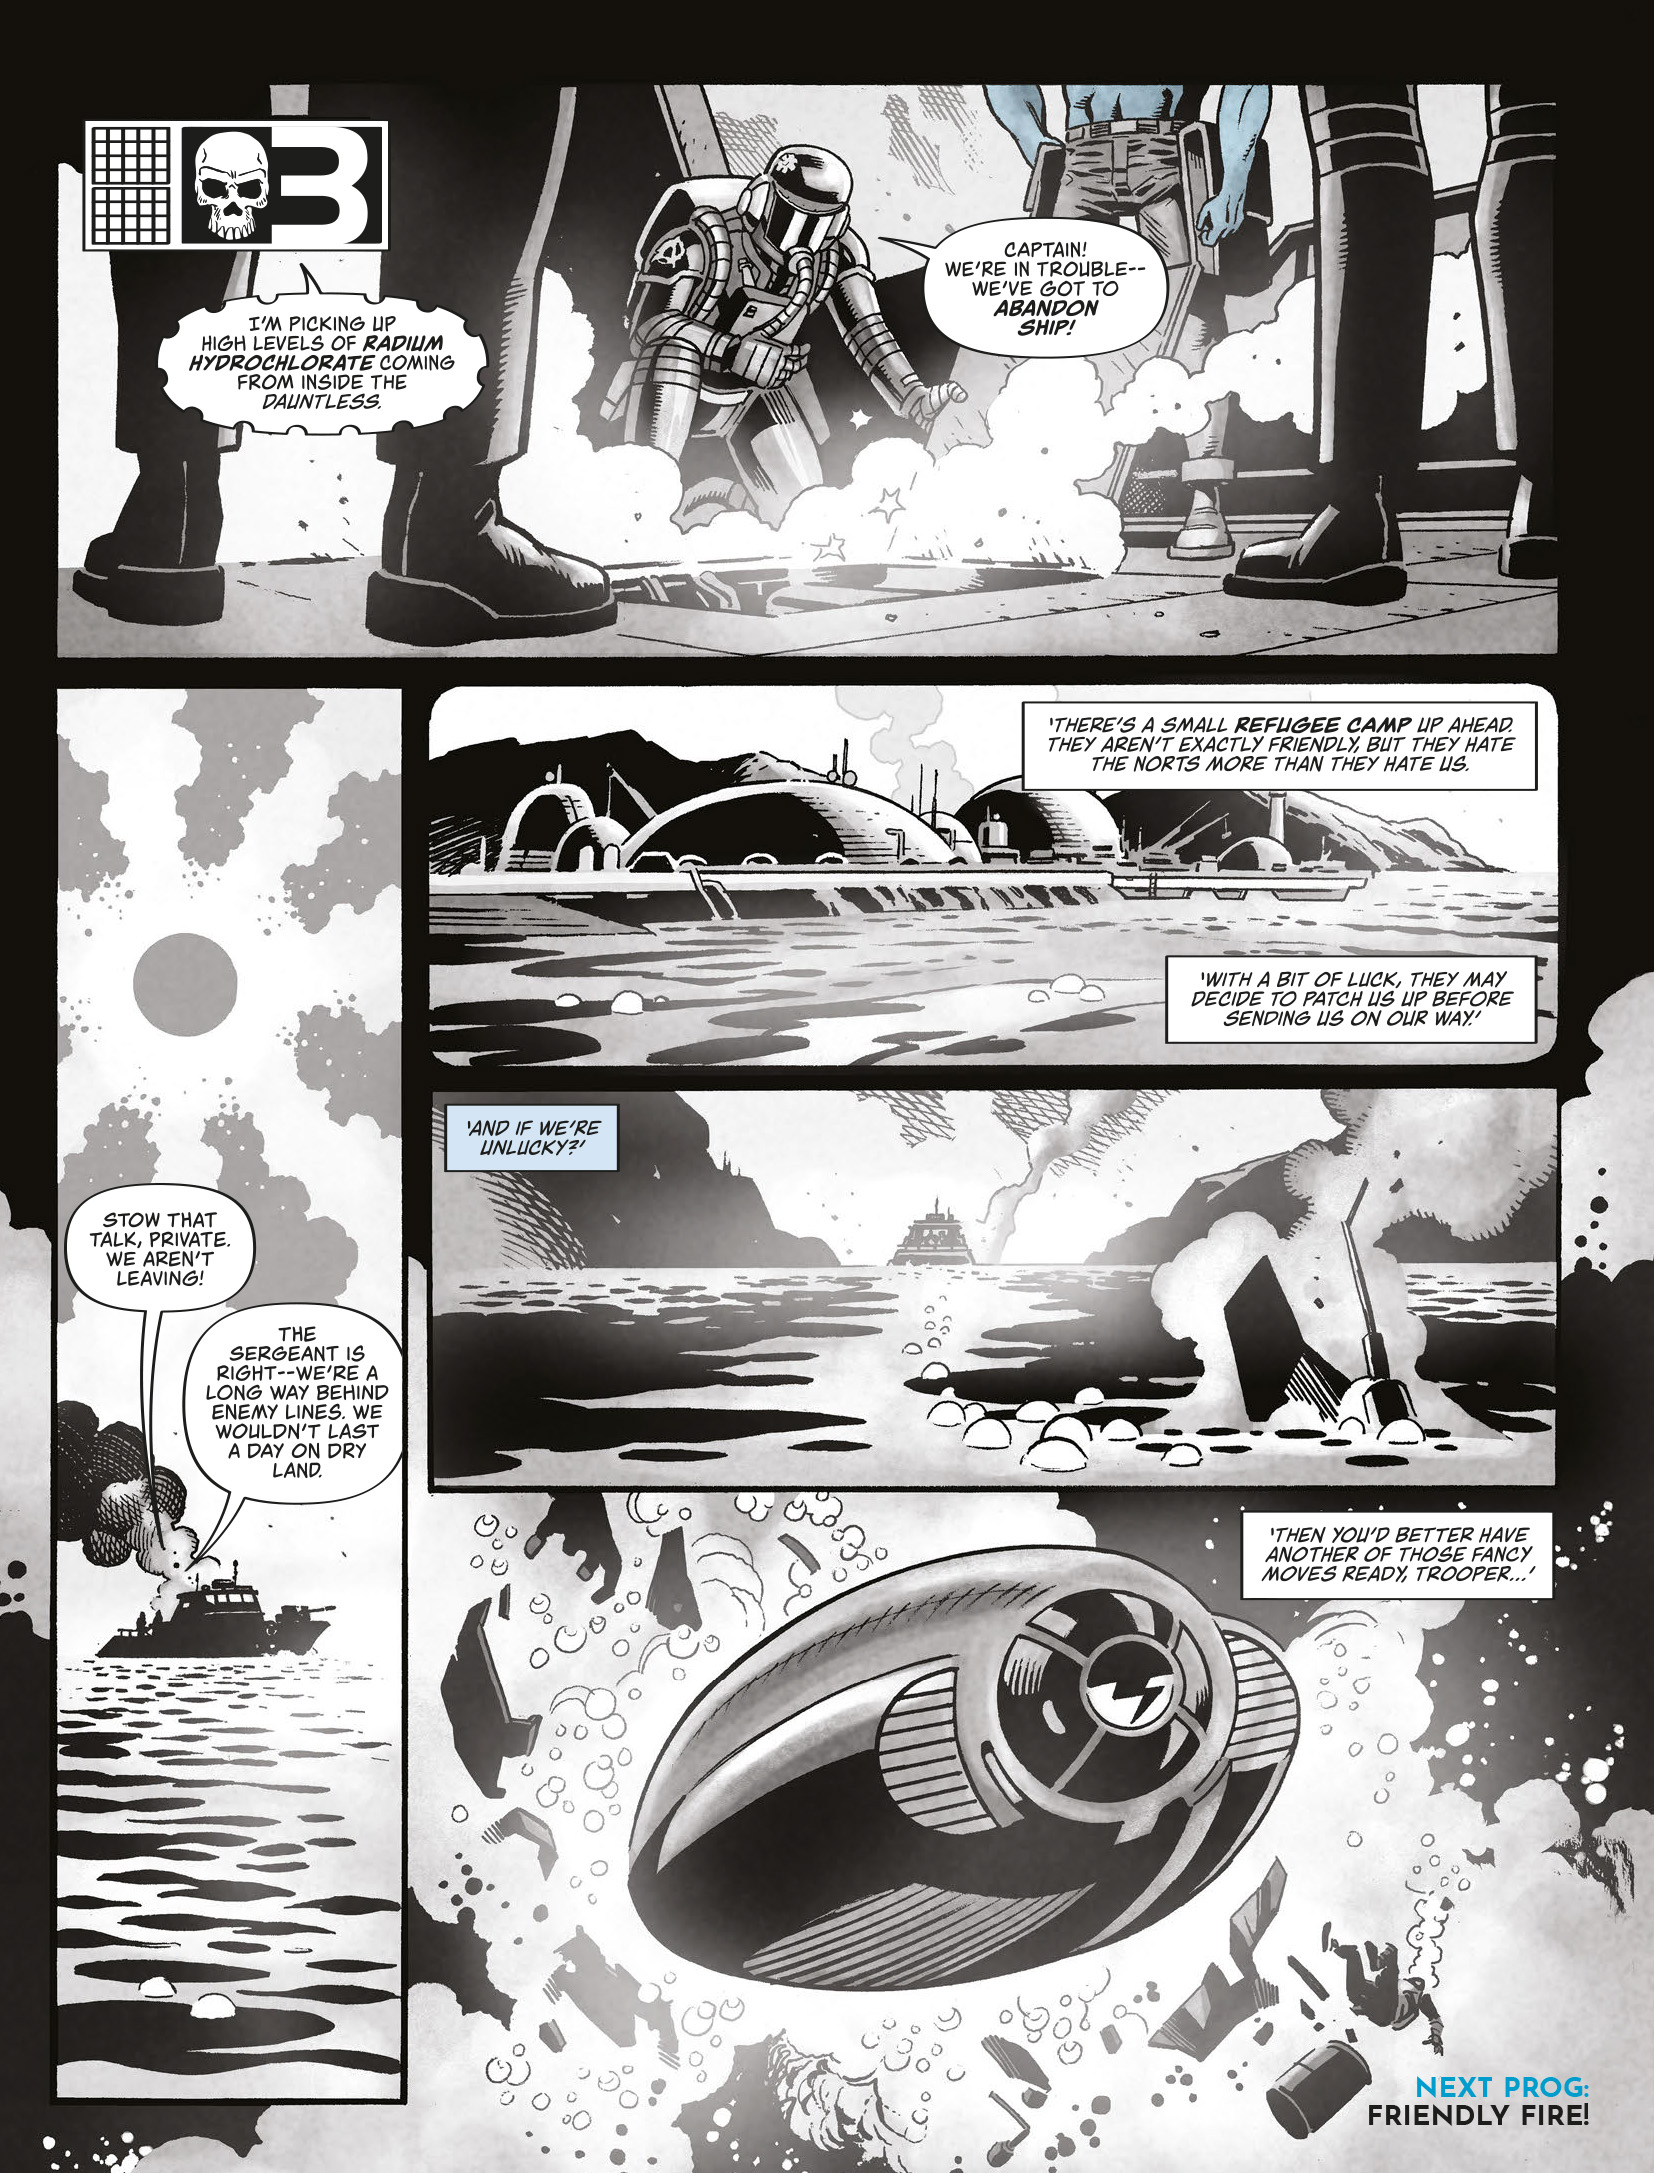 B
I'M PICKING UP
HIGH LEVELS OF RADIUM
HYDROCHLORATE COMING
FROM INSIDE THE
DAUNTLESS.
CAPTAIN!
WE'RE IN TROUBLE--
WE'VE GOT TO
ABANDON
SHIP!
STOW THAT
TALK, PRIVATE.
WE AREN'T
LEAVING!
THE
SERGEANT IS
RIGHT--WE'RE A
LONG WAY BEHIND
ENEMY LINES. WE
WOULDN'T LAST
A DAY ON DRY
LAND.
'THERE'S A SMALL REFUGEE CAMP UP AHEAD.
THEY AREN'T EXACTLY FRIENDLY, BUT THEY HATE
THE NORTS MORE THAN THEY HATE US.
'WITH A BIT OF LUCK, THEY MAY
DECIDE TO PATCH US UP BEFORE
SENDING US ON OUR WAY.'
'AND IF WE'RE
UNLUCKY?'
'THEN YOU'D BETTER HAVE
ANOTHER OF THOSE FANCY
MOVES READY, TROOPER...'
NEXT PROG:
FRIENDLY FIRE!